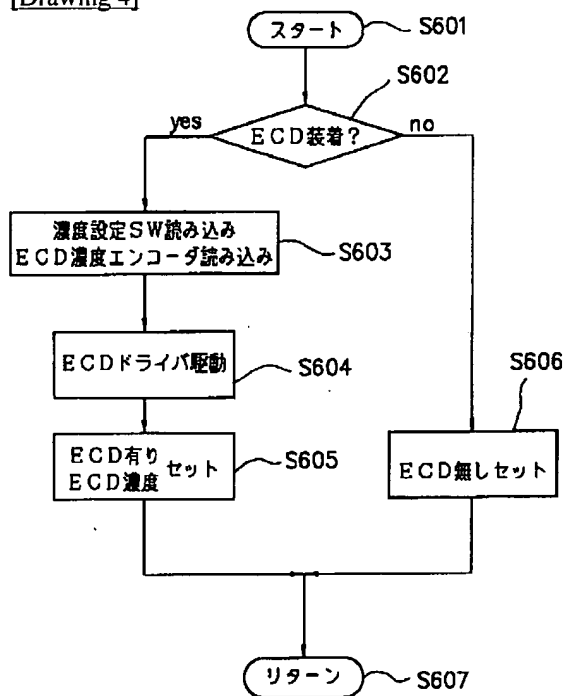 [Drawing 4]
スタート
S601
S602
yes
ECD装着?
no
濃度設定SW読み込み
ECD濃度エンコーダ読み込み
S603
ECDドライバ駆動
S604
S606
ECD有り
ECD濃度
セット
S605
ECD無しセット
リターン
S607